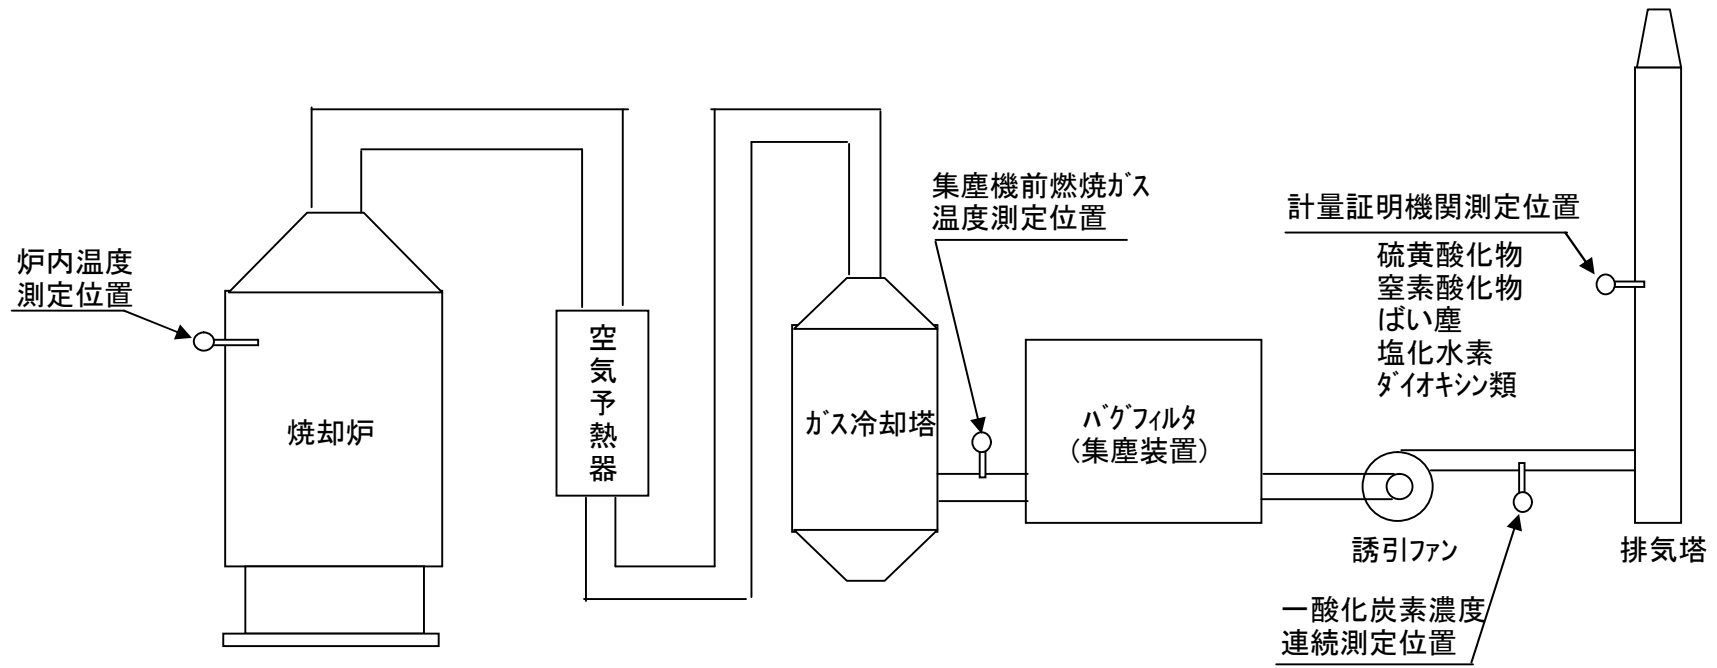 炉内温度
測定位置
焼却炉
空気予熱器
ガス冷却塔
集塵機前燃焼ガス
温度測定位置
バグフィルタ
(集塵装置)
誘引ファン
一酸化炭素濃度
連続測定位置
計量証明機関測定位置
硫黄酸化物
窒素酸化物
ばい塵
塩化水素
ダイオキシン類
排気塔